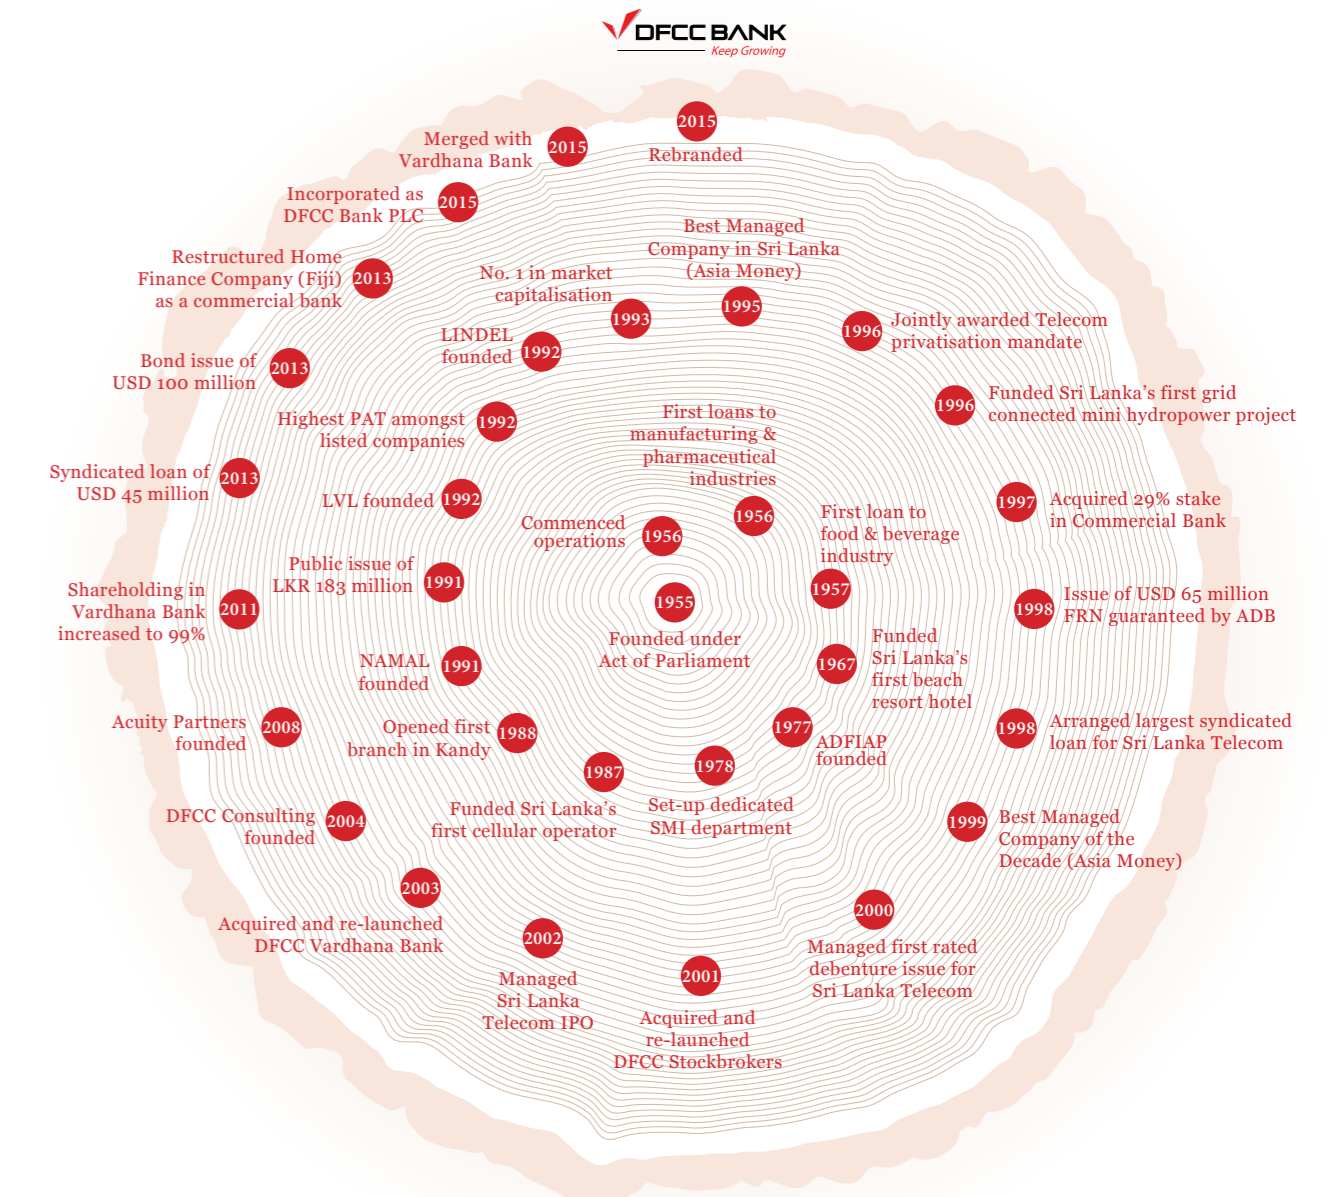 DFCC BANK
Keep Growing
1955
Founded under
Act of Parliament
1956
Commenced
operations
1956
First loans to
manufacturing &
pharmaceutical
industries
1957
First loan to
food & beverage
industry
1967
Funded
Sri Lanka’s
first beach
resort hotel
1977
ADFIAP
founded
1978
Set-up dedicated
SMI department
1987
Funded Sri Lanka’s
first cellular operator
1988
Opened first
branch in Kandy
1991
NAMAL
founded
1991
Public issue of
LKR 183 million
1992
LVL founded
1992
Highest PAT amongst
listed companies
1992
LINDEL
founded
1993
No. 1 in market
capitalisation
1995
Best Managed
Company in Sri Lanka
(Asia Money)
1996
Jointly awarded Telecom
privatisation mandate
1996
Funded Sri Lanka’s first grid
connected mini hydropower project
1997
Acquired 29% stake
in Commercial Bank
1998
Issue of USD 65 million
FRN guaranteed by ADB
1998
Arranged largest syndicated
loan for Sri Lanka Telecom
1999
Best Managed
Company of the
Decade (Asia Money)
2000
Managed first rated
debenture issue for
Sri Lanka Telecom
2001
Acquired and
re-launched
DFCC Stockbrokers
2002
Managed
Sri Lanka
Telecom IPO
2003
Acquired and re-launched
DFCC Vardhana Bank
2004
DFCC Consulting
founded
2008
Acuity Partners
founded
2011
Shareholding in
Vardhana Bank
increased to 99%
2013
Syndicated loan of
USD 45 million
2013
Bond issue of
USD 100 million
2013
Restructured Home
Finance Company (Fiji)
as a commercial bank
2015
Incorporated as
DFCC Bank PLC
2015
Merged with
Vardhana Bank
2015
Rebranded